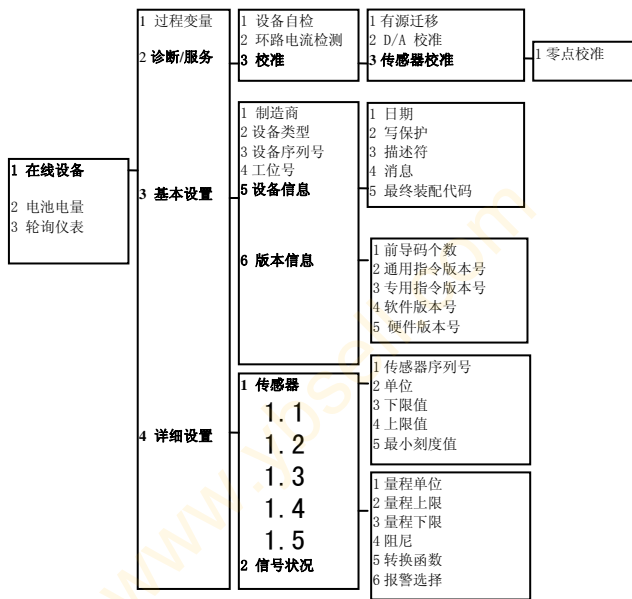 1 在线设备
2 电池电量
3 轮询仪表
1 过程变量
2 诊断/服务
3 基本设置
4 详细设置
1 设备自检
2 环路电流检测
3 校准
1 有源迁移
2 D/A 校准
3 传感器校准
1 零点校准
1 制造商
2 设备类型
3 设备序列号
4 工位号
5 设备信息
6 版本信息
1 日期
2 写保护
3 描述符
4 消息
5 最终装配代码
1 前导码个数
2 通用指令版本号
3 专用指令版本号
4 软件版本号
5 硬件版本号
1 传感器
1.1
1.2
1.3
1.4
1.5
2 信号状况
1 传感器序列号
2 单位
3 下限值
4 上限值
5 最小刻度值
1 量程单位
2 量程上限
3 量程下限
4 阻尼
5 转换函数
6 报警选择